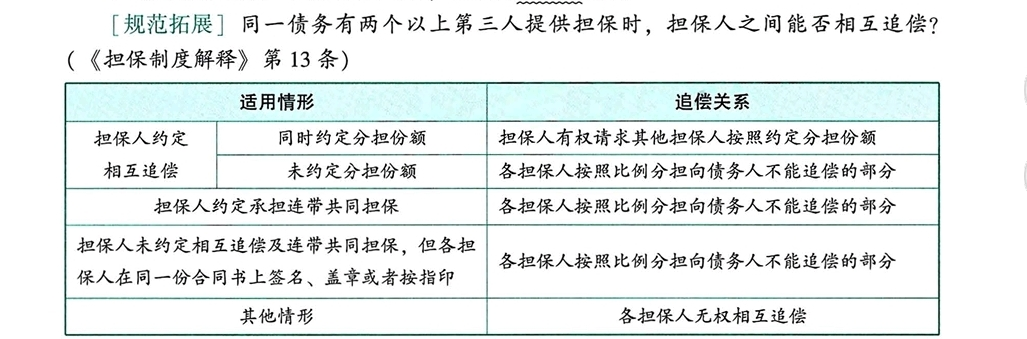 [规范拓展] 同一债务有两个以上第三人提供担保时，担保人之间能否相互追偿？
（《担保制度解释》第13条）
适用情形 追偿关系
担保人约定相互追偿 同时约定分担份额 担保人有权请求其他担保人按照约定分担份额
未约定分担份额 各担保人按照比例分担向债务人不能追偿的部分
担保人约定承担连带共同担保 各担保人按照比例分担向债务人不能追偿的部分
担保人未约定相互追偿及连带共同担保，但各担
保人在同一份合同书上签名、盖章或者按指印 各担保人按照比例分担向债务人不能追偿的部分
其他情形 各担保人无权相互追偿